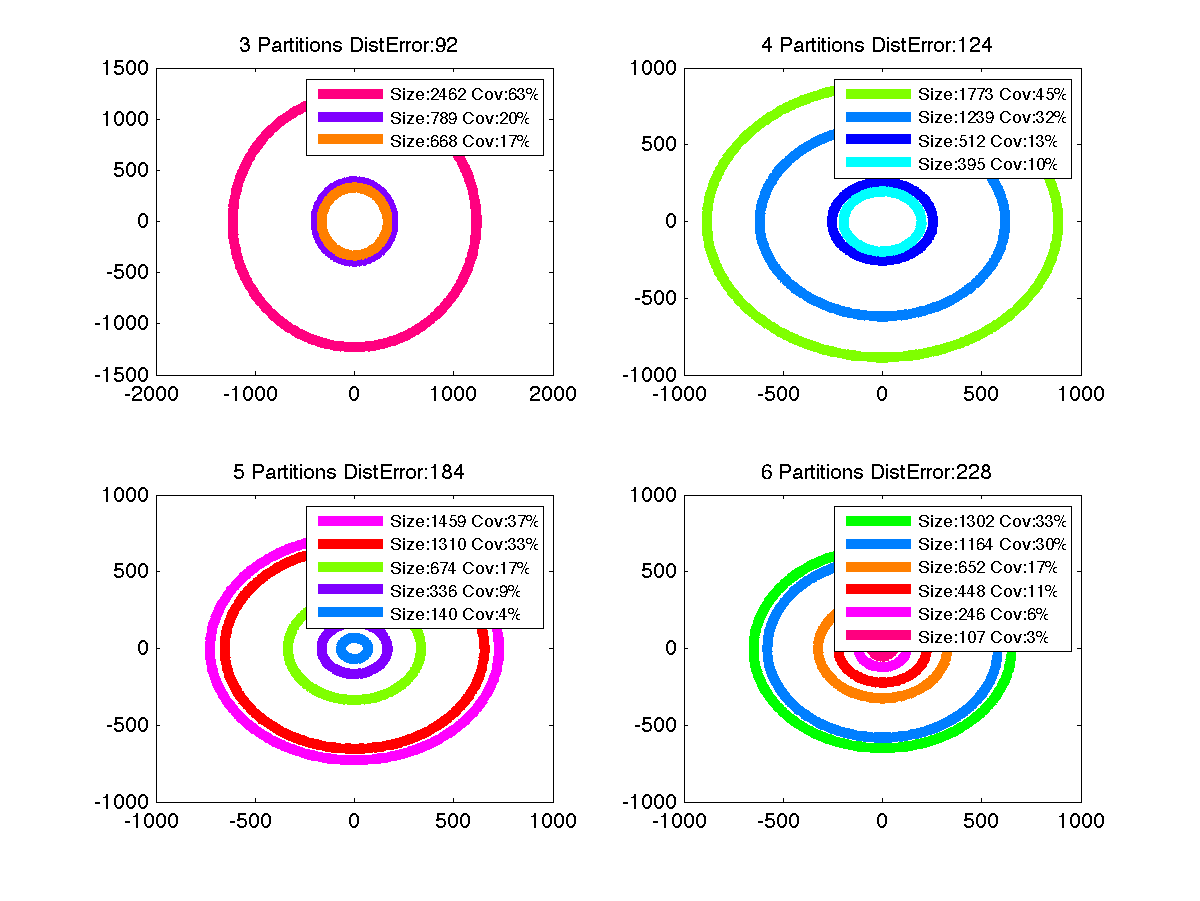 3 Partitions DistError:92
1500
1000
500
0
-500
-1000
-1500
-2000 -1000 0 1000 2000
Size:2462 Cov:63%
Size:789 Cov:20%
Size:668 Cov:17%
4 Partitions DistError:124
1000
500
0
-500
-1000
-1000 -500 0 500 1000
Size:1773 Cov:45%
Size:1239 Cov:32%
Size:512 Cov:13%
Size:395 Cov:10%
5 Partitions DistError:184
1000
500
0
-500
-1000
-1000 -500 0 500 1000
Size:1459 Cov:37%
Size:1310 Cov:33%
Size:674 Cov:17%
Size:336 Cov:9%
Size:140 Cov:4%
6 Partitions DistError:228
1000
500
0
-500
-1000
-1000 -500 0 500 1000
Size:1302 Cov:33%
Size:1164 Cov:30%
Size:652 Cov:17%
Size:448 Cov:11%
Size:246 Cov:6%
Size:107 Cov:3%